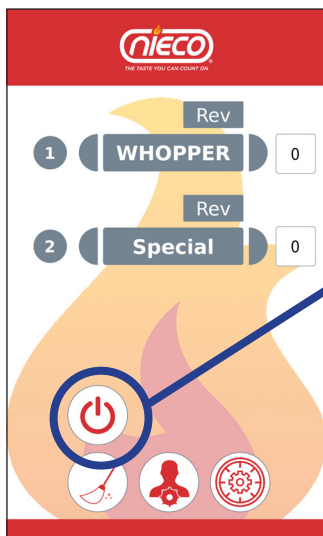 nieco
THE TASTE YOU CAN COUNT ON
Rev
1 WHOPPER 0
Rev
2 Special 0